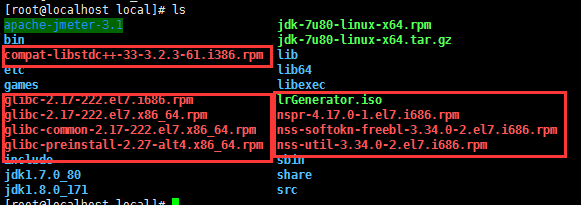 [root@localhost local]# ls
apache-jmeter-3.1 jdk-7u80-linux-x64.rpm
bin jdk-7u80-linux-x64.tar.gz
compat-libstdc++-33-3.2.3-61.i386.rpm lib
etc lib64
games libexec
glibc-2.17-222.el7.i686.rpm lrGenerator.iso
glibc-2.17-222.el7.x86_64.rpm nspr-4.17.0-1.el7.i686.rpm
glibc-common-2.17-222.el7.x86_64.rpm nss-softokn-freebl-3.34.0-2.el7.i686.rpm
glibc-preinstall-2.27-alt4.x86_64.rpm nss-util-3.34.0-2.el7.i686.rpm
include sbin
jdk1.7.0_80 share
jdk1.8.0_171 src
[root@localhost local]#